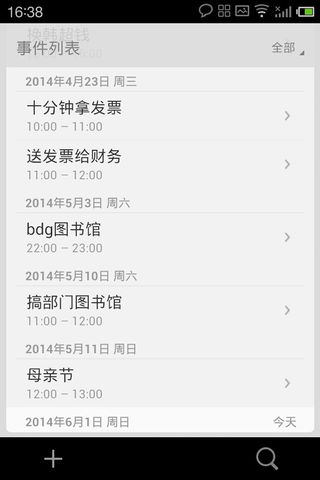 16:38
换韩超钱
事件列表
全部
2014年4月23日 周三
十分钟拿发票
10:00 – 11:00
送发票给财务
11:00 – 12:00
2014年5月3日 周六
bdg图书馆
22:00 – 23:00
2014年5月10日 周六
搞部门图书馆
11:00 – 12:00
2014年5月11日 周日
母亲节
12:00 – 13:00
2014年6月1日 周日
今天